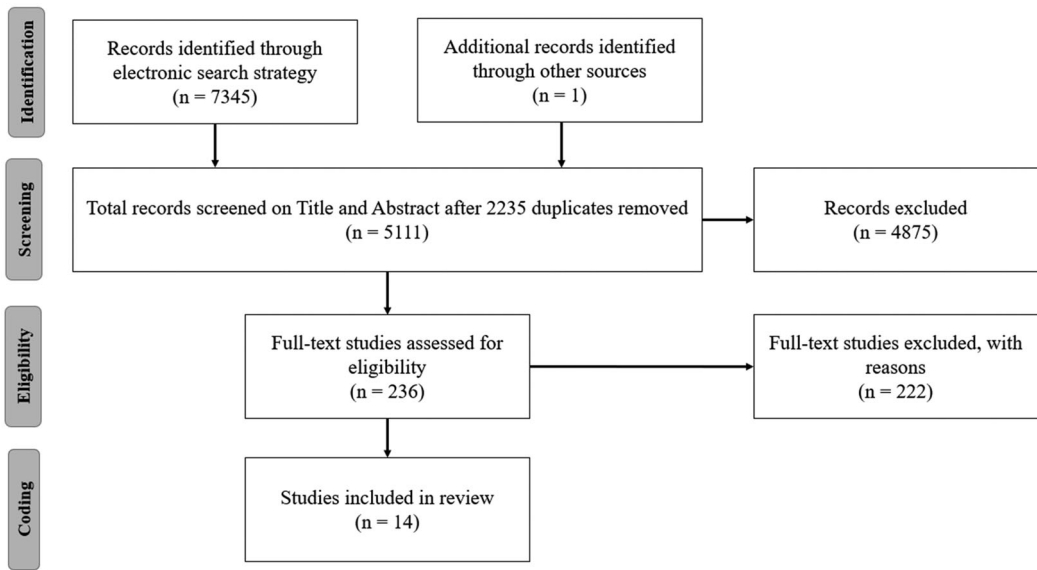 Identification
Records identified through
electronic search strategy
(n = 7345)
Additional records identified
through other sources
(n = 1)
Screening
Total records screened on Title and Abstract after 2235 duplicates removed
(n = 5111)
Records excluded
(n = 4875)
Eligibility
Full-text studies assessed for
eligibility
(n = 236)
Full-text studies excluded, with
reasons
(n = 222)
Coding
Studies included in review
(n = 14)